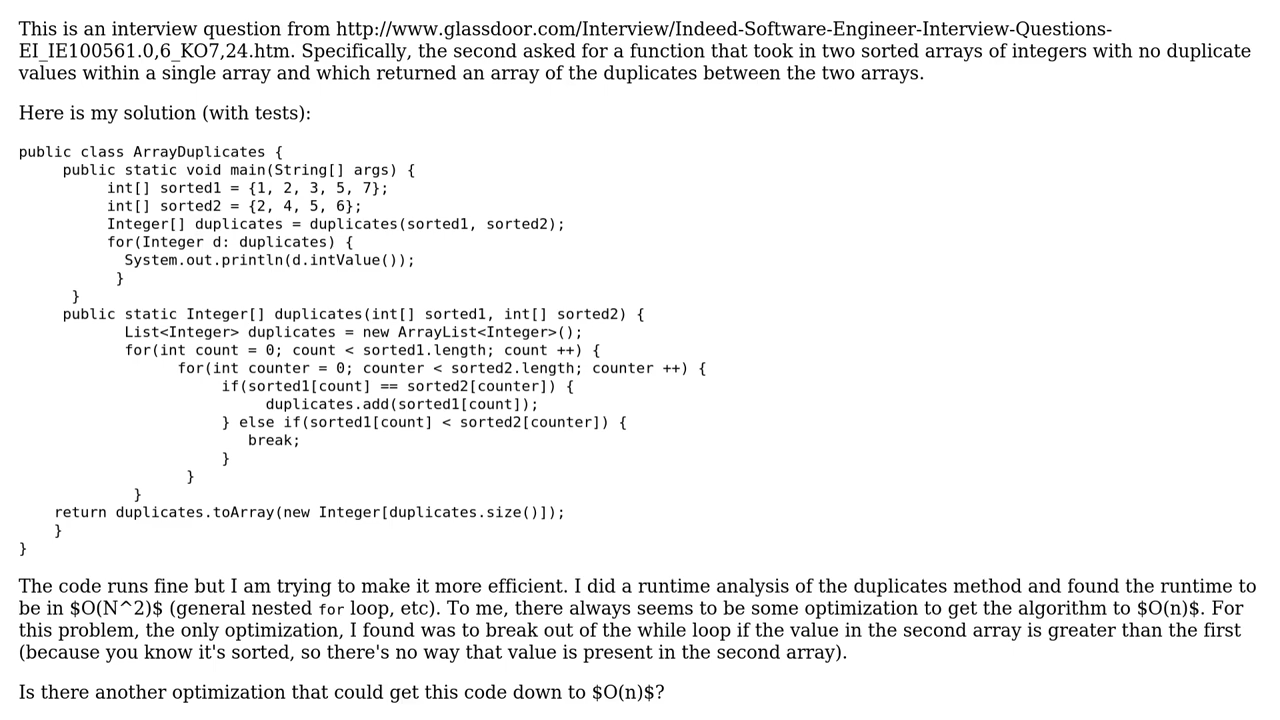 This is an interview question from http://www.glassdoor.com/Interview/Indeed-Software-Engineer-Interview-Questions-
EI_IE100561.0,6_KO7,24.htm. Specifically, the second asked for a function that took in two sorted arrays of integers with no duplicate
values within a single array and which returned an array of the duplicates between the two arrays.
Here is my solution (with tests):
public class ArrayDuplicates {
     public static void main(String[] args) {
          int[] sorted1 = {1, 2, 3, 5, 7};
          int[] sorted2 = {2, 4, 5, 6};
          Integer[] duplicates = duplicates(sorted1, sorted2);
          for(Integer d: duplicates) {
            System.out.println(d.intValue());
           }
      }
     public static Integer[] duplicates(int[] sorted1, int[] sorted2) {
            List<Integer> duplicates = new ArrayList<Integer>();
            for(int count = 0; count < sorted1.length; count ++) {
                  for(int counter = 0; counter < sorted2.length; counter ++) {
                       if(sorted1[count] == sorted2[counter]) {
                            duplicates.add(sorted1[count]);
                       } else if(sorted1[count] < sorted2[counter]) {
                          break;
                       }
                   }
             }
    return duplicates.toArray(new Integer[duplicates.size()]);
    }
}
The code runs fine but I am trying to make it more efficient. I did a runtime analysis of the duplicates method and found the runtime to
be in $O(N^2)$ (general nested for loop, etc). To me, there always seems to be some optimization to get the algorithm to $O(n)$. For
this problem, the only optimization, I found was to break out of the while loop if the value in the second array is greater than the first
(because you know it's sorted, so there's no way that value is present in the second array).
Is there another optimization that could get this code down to $O(n)$?